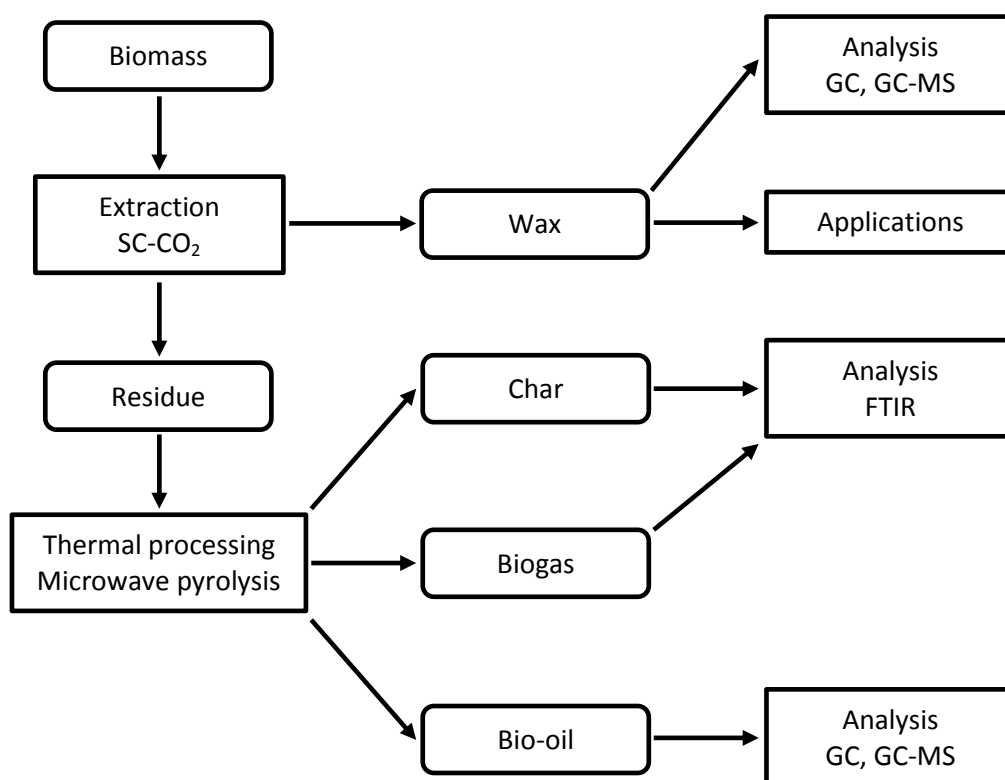 Biomass
Analysis
GC, GC-MS
Extraction
SC-CO₂
Wax
Applications
Residue
Char
Analysis
FTIR
Thermal processing
Microwave pyrolysis
Biogas
Bio-oil
Analysis
GC, GC-MS